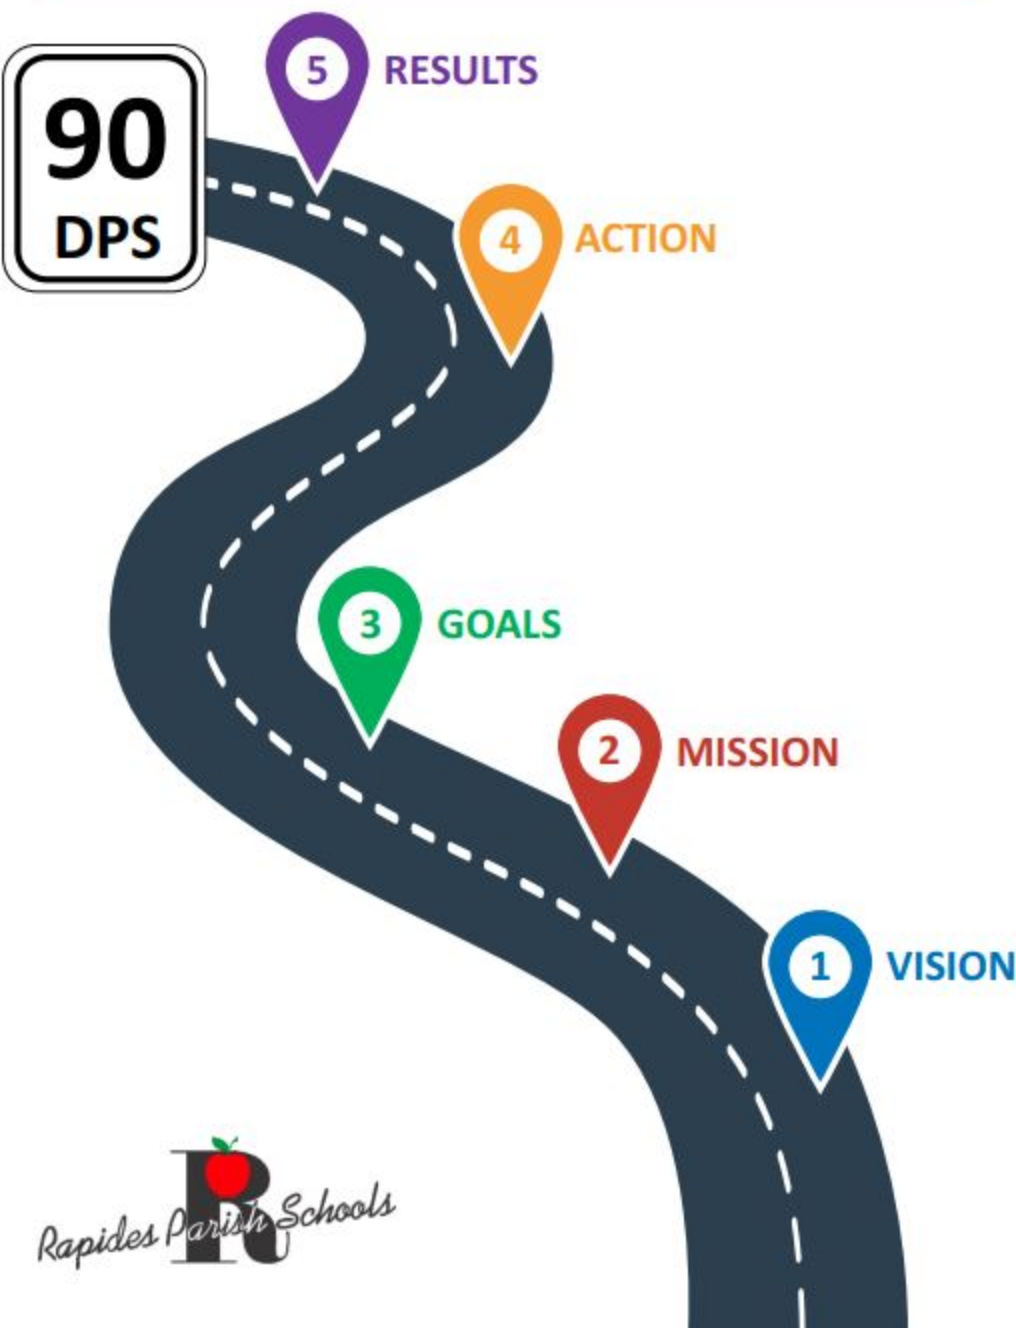 5 RESULTS
90
DPS
4 ACTION
3 GOALS
2 MISSION
1 VISION
R
Rapides Parish Schools